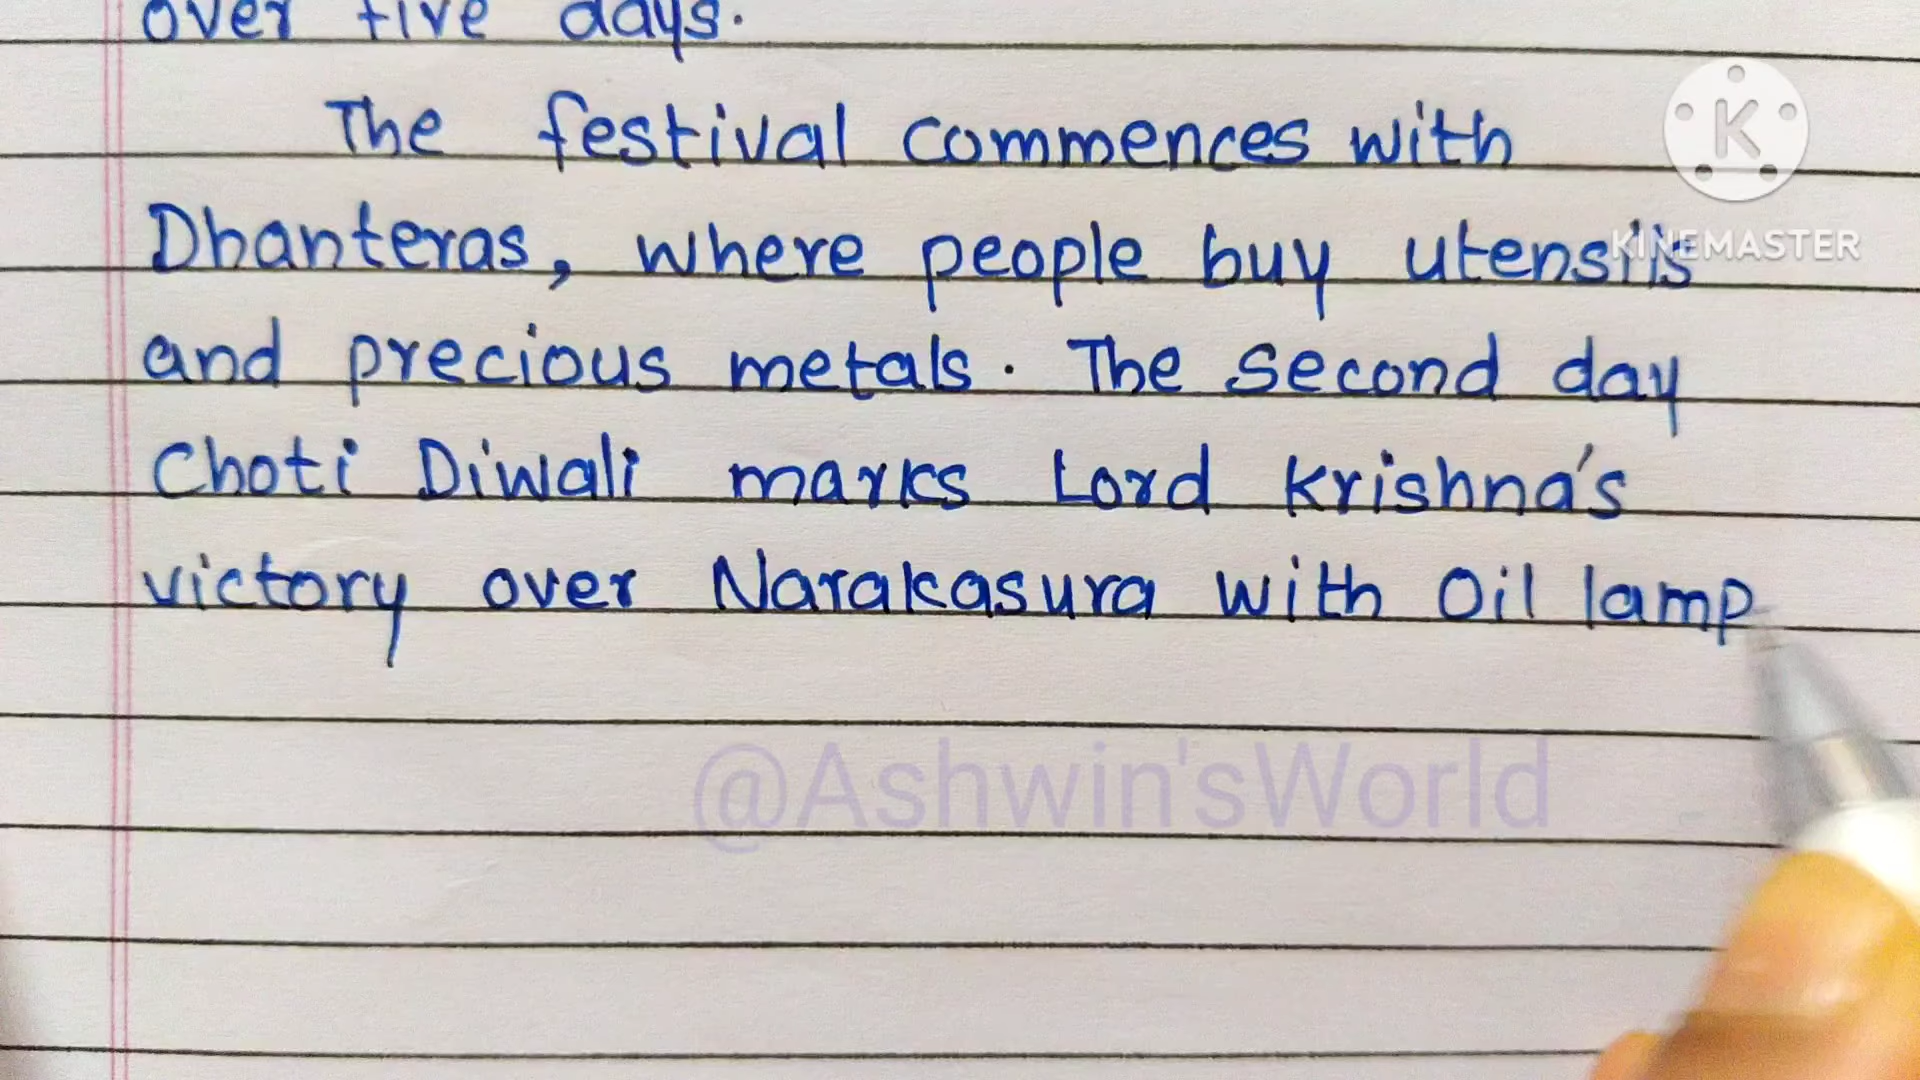 over five days.
The festival commences with
Dhanteras, where people buy utensils
and precious metals. The second day
Choti Diwali marks Lord Krishna's
victory over Narakasura with Oil lamp
K
KINEMASTER
@Ashwin'sWorld